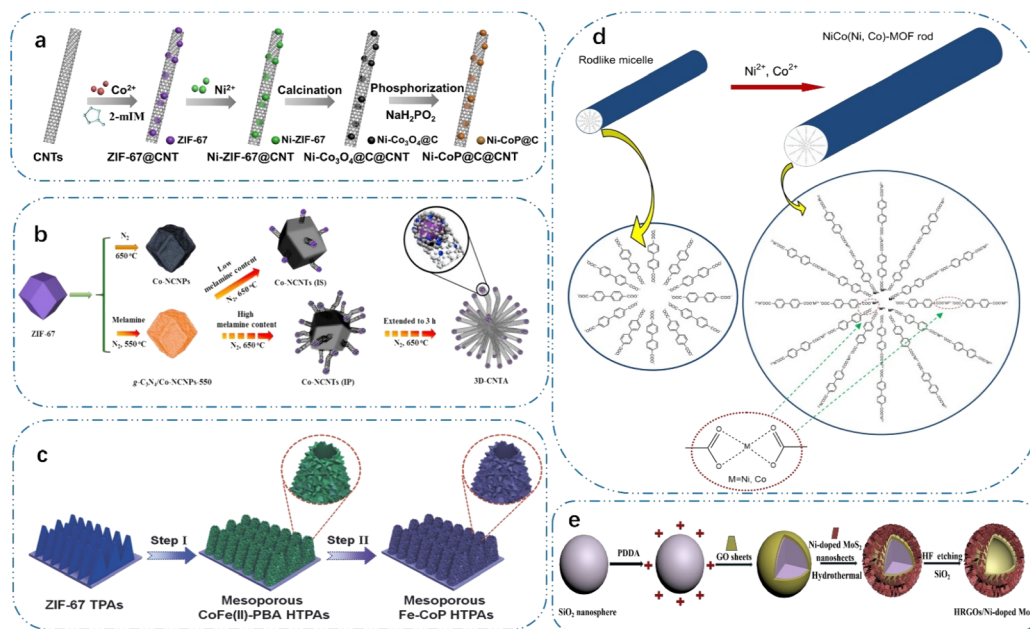 a
Co²⁺
2-mIM
Ni²⁺
Calcination
Phosphorization
NaH₂PO₂
ZIF-67
Ni-ZIF-67
Ni-Co₃O₄@C
Ni-CoP@C
CNTs
ZIF-67@CNT
Ni-ZIF-67@CNT
Ni-Co₃O₄@C@CNT
Ni-CoP@C@CNT
b
N₂
650 °C
Co-NCNPs
Low
melamine content
N₂, 650 °C
Co-NCNTs (IS)
ZIF-67
Melamine
N₂, 550 °C
g-C₃N₄/Co-NCNPs-550
High
melamine content
N₂, 650 °C
Co-NCNTs (IP)
Extended to 3 h
N₂, 650 °C
3D-CNTA
c
Step I
Step II
ZIF-67 TPAs
Mesoporous
CoFe(II)-PBA HTPAs
Mesoporous
Fe-CoP HTPAs
d
Rodlike micelle
Ni²⁺, Co²⁺
NiCo(Ni, Co)-MOF rod
O
O
M
O
O
M=Ni, Co
e
SiO₂ nanosphere
PDDA
GO sheets
Ni-doped MoS₂
nanosheets
Hydrothermal
HF etching
SiO₂
HRGOs/Ni-doped Mo